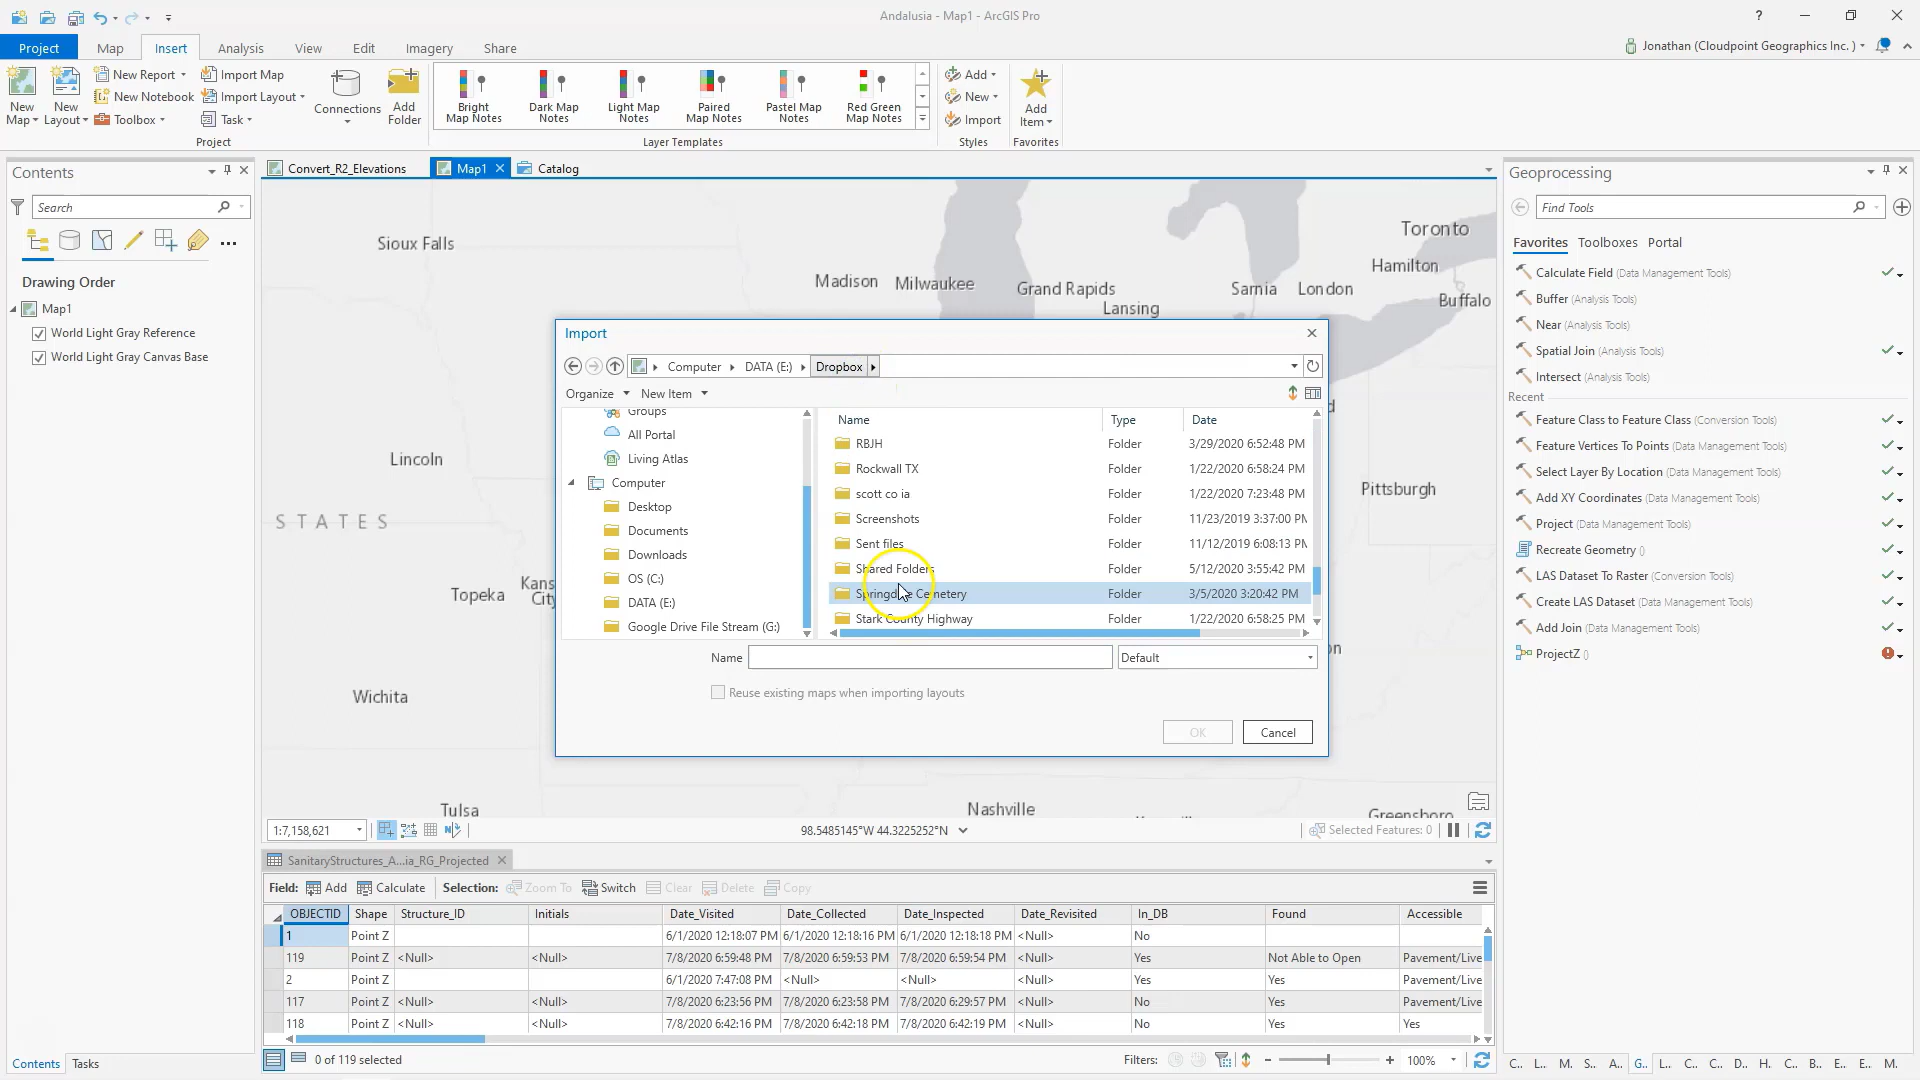 Andalusia - Map1 - ArcGIS Pro
?
Project
Map
Insert
Analysis
View
Edit
Imagery
Share
Jonathan (Cloudpoint Geographics Inc. )
New Map
New Layout
New Report
New Notebook
Toolbox
Import Map
Import Layout
Task
Connections
Add Folder
Project
Bright Map Notes
Dark Map Notes
Light Map Notes
Paired Map Notes
Pastel Map Notes
Red Green Map Notes
Layer Templates
Add
New
Import
Styles
Add Item
Favorites
Contents
Search
Drawing Order
Map1
World Light Gray Reference
World Light Gray Canvas Base
Contents
Tasks
Convert_R2_Elevations
Map1
Catalog
Sioux Falls
Madison
Milwaukee
Grand Rapids
Lansing
Sarnia
London
Toronto
Hamilton
Buffalo
Lincoln
STATES
Topeka
Kans
City
Wichita
Tulsa
Nashville
Pittsburgh
Greensboro
Import
Computer
DATA (E:)
Dropbox
Organize
New Item
Groups
All Portal
Living Atlas
Computer
Desktop
Documents
Downloads
OS (C:)
DATA (E:)
Google Drive File Stream (G:)
Name Type Date
RBJH Folder 3/29/2020 6:52:48 PM
Rockwall TX Folder 1/22/2020 6:58:24 PM
scott co ia Folder 1/22/2020 7:23:48 PM
Screenshots Folder 11/23/2019 3:37:00 PM
Sent files Folder 11/12/2019 6:08:13 PM
Shared Folders Folder 5/12/2020 3:55:42 PM
Cemetery Folder 3/5/2020 3:20:42 PM
Stark County Highway Folder 1/22/2020 6:58:25 PM
Name
Default
Reuse existing maps when importing layouts
OK
Cancel
1:7,158,621
98.5485145°W 44.3225252°N
Selected Features: 0
SanitaryStructures_A...ia_RG_Projected
Field: Add Calculate Selection: Zoom To Switch Clear Delete Copy
OBJECTID Shape Structure_ID Initials Date_Visited Date_Collected Date_Inspected Date_Revisited In_DB Found Accessible
1 Point Z 6/1/2020 12:18:07 PM 6/1/2020 12:18:16 PM 6/1/2020 12:18:18 PM <Null> No
119 Point Z <Null> <Null> 7/8/2020 6:59:48 PM 7/8/2020 6:59:53 PM 7/8/2020 6:59:54 PM <Null> Yes Not Able to Open Pavement/Live
2 Point Z 6/1/2020 7:47:08 PM <Null> <Null> <Null> Yes Yes Pavement/Live
117 Point Z <Null> <Null> 7/8/2020 6:23:56 PM 7/8/2020 6:23:58 PM 7/8/2020 6:29:57 PM <Null> No Yes Pavement/Live
118 Point Z <Null> <Null> 7/8/2020 6:42:16 PM 7/8/2020 6:42:18 PM 7/8/2020 6:42:19 PM <Null> No Yes Yes
0 of 119 selected
Filters:
100%
Geoprocessing
Find Tools
Favorites Toolboxes Portal
Calculate Field (Data Management Tools)
Buffer (Analysis Tools)
Near (Analysis Tools)
Spatial Join (Analysis Tools)
Intersect (Analysis Tools)
Recent
Feature Class to Feature Class (Conversion Tools)
Feature Vertices To Points (Data Management Tools)
Select Layer By Location (Data Management Tools)
Add XY Coordinates (Data Management Tools)
Project (Data Management Tools)
Recreate Geometry ()
LAS Dataset To Raster (Conversion Tools)
Create LAS Dataset (Data Management Tools)
Add Join (Data Management Tools)
ProjectZ ()
C... L... M. S... A... G.. L... C... C... D... H. C... B... E... E... M.